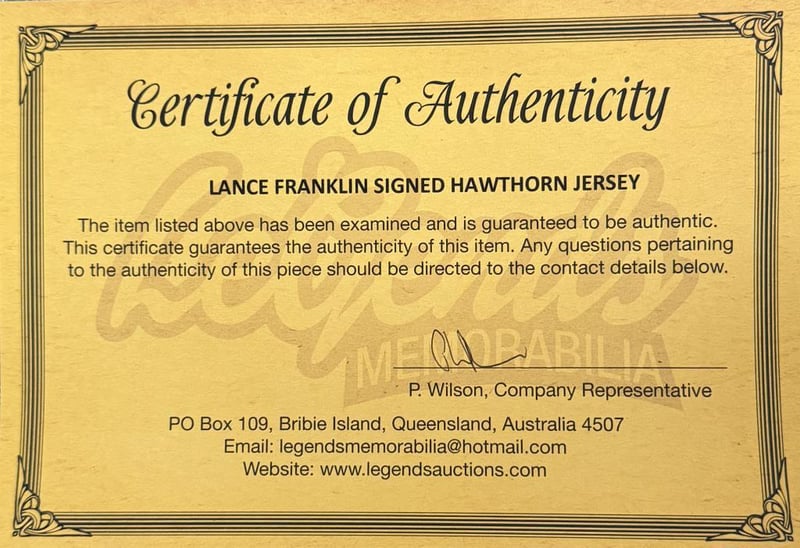 Certificate of Authenticity
LANCE FRANKLIN SIGNED HAWTHORN JERSEY
The item listed above has been examined and is guaranteed to be authentic.
This certificate guarantees the authenticity of this item. Any questions pertaining
to the authenticity of this piece should be directed to the contact details below.
Legends
MEMORABILIA
P. Wilson, Company Representative
PO Box 109, Bribie Island, Queensland, Australia 4507
Email: legendsmemorabilia@hotmail.com
Website: www.legendsauctions.com